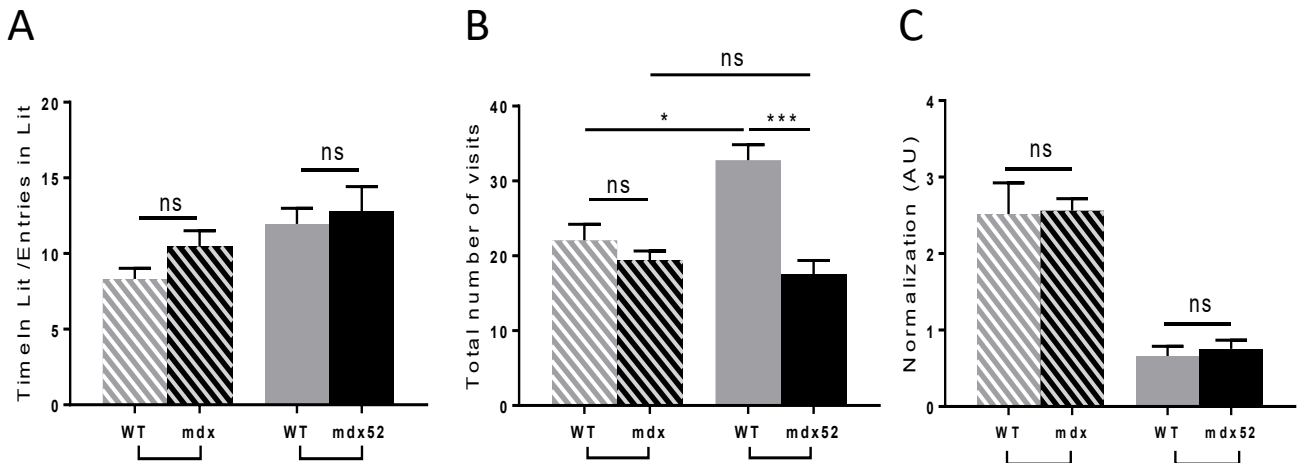 A
TimeIn Lit /Entries in Lit
20
15
10
5
0
ns
ns
WT mdx WT mdx52
B
Total number of visits
40
30
20
10
0
ns
* ***
ns
WT mdx WT mdx52
C
Normalization (AU)
4
3
2
1
0
ns
ns
WT mdx WT mdx52